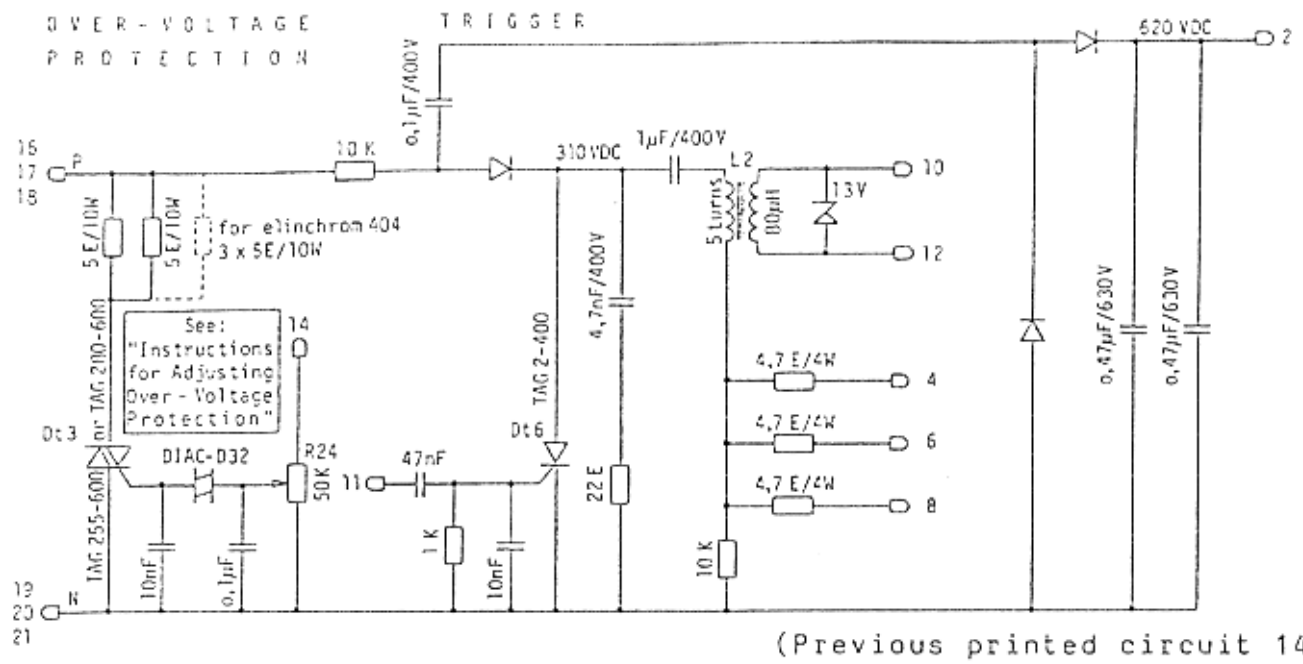 OVER-VOLTAGE
PROTECTION
TRIGGER
620 VDC
2
0,1µF/400V
16
17
18
P
10 K
310 VDC
1µF/400V
L2
10
5 turns
80µH
13V
12
5 E/10W
5E/10W
for elinchrom 404
3 x 5E/10W
4,7nF/400V
0,47µF/630V
0,47µF/630V
or TAG 200-600
See:
"Instructions
for Adjusting
Over-Voltage
Protection"
14
TAG 2-400
4,7 E/4W
4
Dt3
DIAC-D32
R24
50K
11
47nF
Dt6
22 E
4,7 E/4W
6
4,7 E/4W
8
TAG 255-600
10nF
0,1µF
1 K
10nF
10 K
19
20
21
N
(Previous printed circuit 14